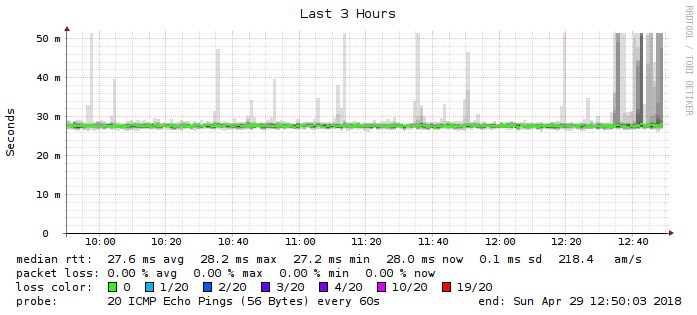 Last 3 Hours
RRDTOOL / TOBI OETIKER
Seconds
50 m
40 m
30 m
20 m
10 m
0
10:00 10:20 10:40 11:00 11:20 11:40 12:00 12:20 12:40
median rtt: 27.6 ms avg 28.2 ms max 27.2 ms min 28.0 ms now 0.1 ms sd 218.4 am/s
packet loss: 0.00 % avg 0.00 % max 0.00 % min 0.00 % now
loss color: 0 1/20 2/20 3/20 4/20 10/20 19/20
probe: 20 ICMP Echo Pings (56 Bytes) every 60s end: Sun Apr 29 12:50:03 2018